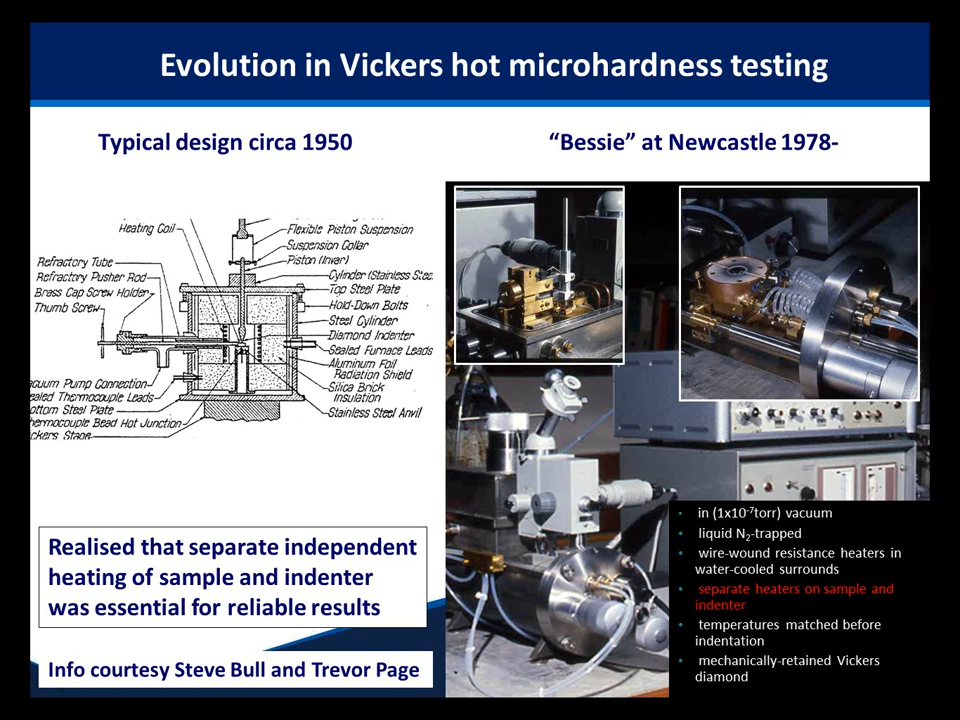 Evolution in Vickers hot microhardness testing
Typical design circa 1950
“Bessie” at Newcastle 1978-
Heating Coil
Flexible Piston Suspension
Suspension Collar
Piston (Invar)
Cylinder (Stainless Stee
Top Steel Plate
Hold-Down Bolts
Steel Cylinder
Diamond Indenter
Sealed Furnace Leads
Aluminum Foil
Radiation Shield
Silica Brick
Insulation
Stainless Steel Anvil
Refractory Tube
Refractory Pusher Rod
Brass Cap Screw Holder
Thumb Screw
acuum Pump Connection
ealed Thermocouple Leads
ottom Steel Plate
hermocouple Bead Hot Junction
ickers Stage
Realised that separate independent
heating of sample and indenter
was essential for reliable results
Info courtesy Steve Bull and Trevor Page
• in (1x10⁻⁷torr) vacuum
• liquid N₂-trapped
• wire-wound resistance heaters in
water-cooled surrounds
• separate heaters on sample and
indenter
• temperatures matched before
indentation
• mechanically-retained Vickers
diamond